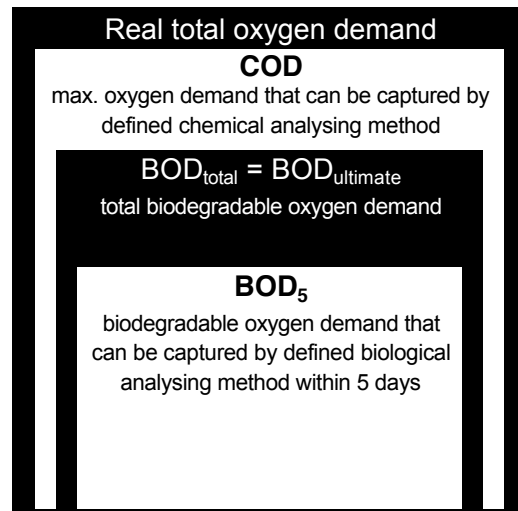 Real total oxygen demand
COD
max. oxygen demand that can be captured by
defined chemical analysing method
BODtotal = BODultimate
total biodegradable oxygen demand
BOD5
biodegradable oxygen demand that
can be captured by defined biological
analysing method within 5 days